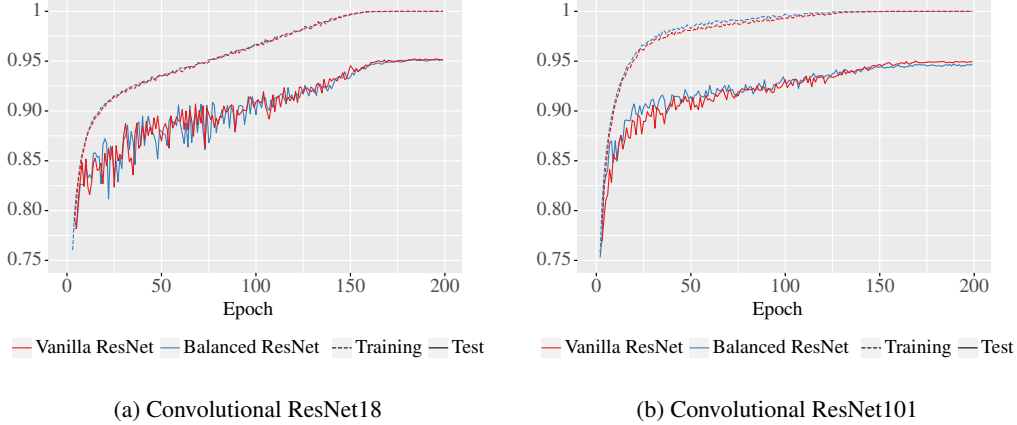 1
0.95
0.90
0.85
0.80
0.75
0 50 100 150 200
Epoch
Vanilla ResNet Balanced ResNet Training Test
(a) Convolutional ResNet18
1
0.95
0.90
0.85
0.80
0.75
0 50 100 150 200
Epoch
Vanilla ResNet Balanced ResNet Training Test
(b) Convolutional ResNet101